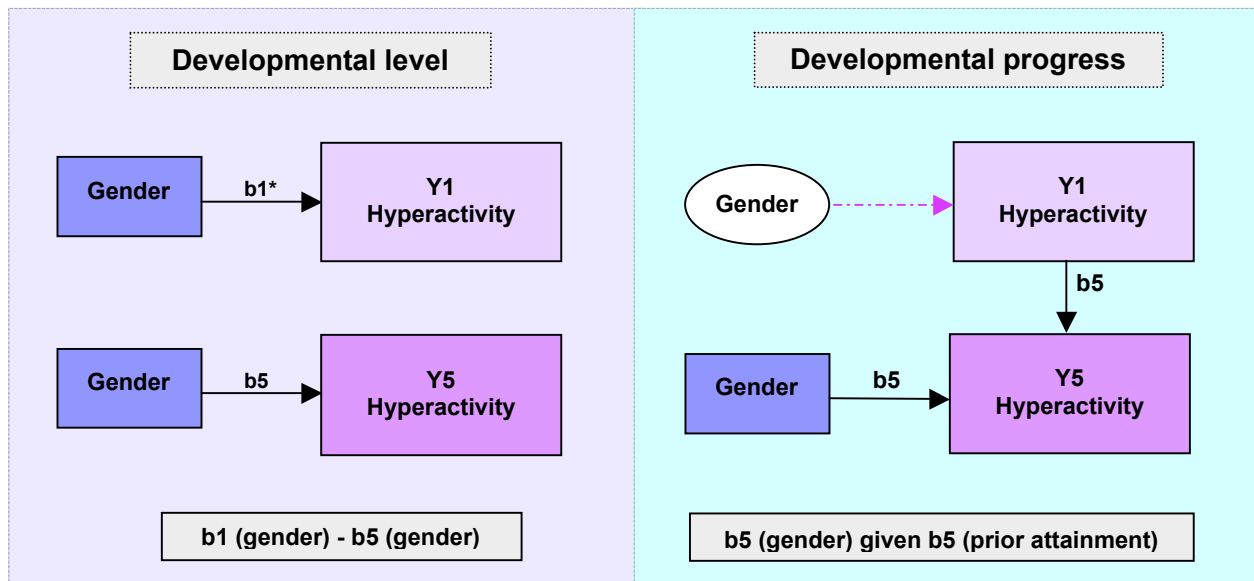 Developmental level
Gender
b1*
Y1
Hyperactivity
Gender
b5
Y5
Hyperactivity
b1 (gender) - b5 (gender)
Developmental progress
Gender
Y1
Hyperactivity
b5
Gender
b5
Y5
Hyperactivity
b5 (gender) given b5 (prior attainment)